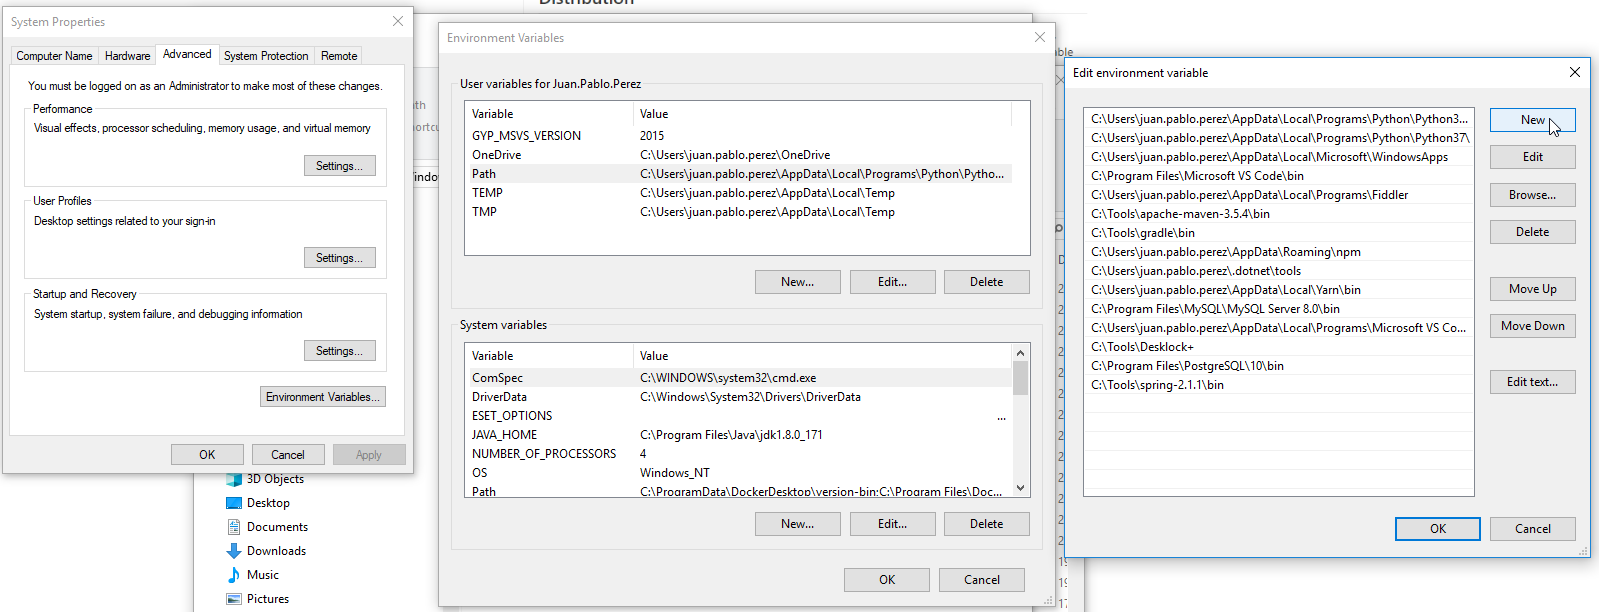 Distribution
System Properties
Computer Name Hardware Advanced System Protection Remote
You must be logged on as an Administrator to make most of these changes.
Performance
Visual effects, processor scheduling, memory usage, and virtual memory
Settings...
User Profiles
Desktop settings related to your sign-in
Settings...
Startup and Recovery
System startup, system failure, and debugging information
Settings...
Environment Variables...
OK Cancel Apply
3D Objects
Desktop
Documents
Downloads
Music
Pictures
Environment Variables
User variables for Juan.Pablo.Perez
Variable Value
GYP_MSVS_VERSION 2015
OneDrive C:\Users\juan.pablo.perez\OneDrive
Path C:\Users\juan.pablo.perez\AppData\Local\Programs\Python\Pytho...
TEMP C:\Users\juan.pablo.perez\AppData\Local\Temp
TMP C:\Users\juan.pablo.perez\AppData\Local\Temp
New... Edit... Delete
System variables
Variable Value
ComSpec C:\WINDOWS\system32\cmd.exe
DriverData C:\Windows\System32\Drivers\DriverData
ESET_OPTIONS ...
JAVA_HOME C:\Program Files\Java\jdk1.8.0_171
NUMBER_OF_PROCESSORS 4
OS Windows_NT
Path C:\ProgramData\DockerDesktop\version-bin;C:\Program Files\Doc...
New... Edit... Delete
OK Cancel
Edit environment variable
C:\Users\juan.pablo.perez\AppData\Local\Programs\Python\Python3...
C:\Users\juan.pablo.perez\AppData\Local\Programs\Python\Python37\
C:\Users\juan.pablo.perez\AppData\Local\Microsoft\WindowsApps
C:\Program Files\Microsoft VS Code\bin
C:\Users\juan.pablo.perez\AppData\Local\Programs\Fiddler
C:\Tools\apache-maven-3.5.4\bin
C:\Tools\gradle\bin
C:\Users\juan.pablo.perez\AppData\Roaming\npm
C:\Users\juan.pablo.perez\.dotnet\tools
C:\Users\juan.pablo.perez\AppData\Local\Yarn\bin
C:\Program Files\MySQL\MySQL Server 8.0\bin
C:\Users\juan.pablo.perez\AppData\Local\Programs\Microsoft VS Co...
C:\Tools\Desklock+
C:\Program Files\PostgreSQL\10\bin
C:\Tools\spring-2.1.1\bin
New
Edit
Browse...
Delete
Move Up
Move Down
Edit text...
OK Cancel